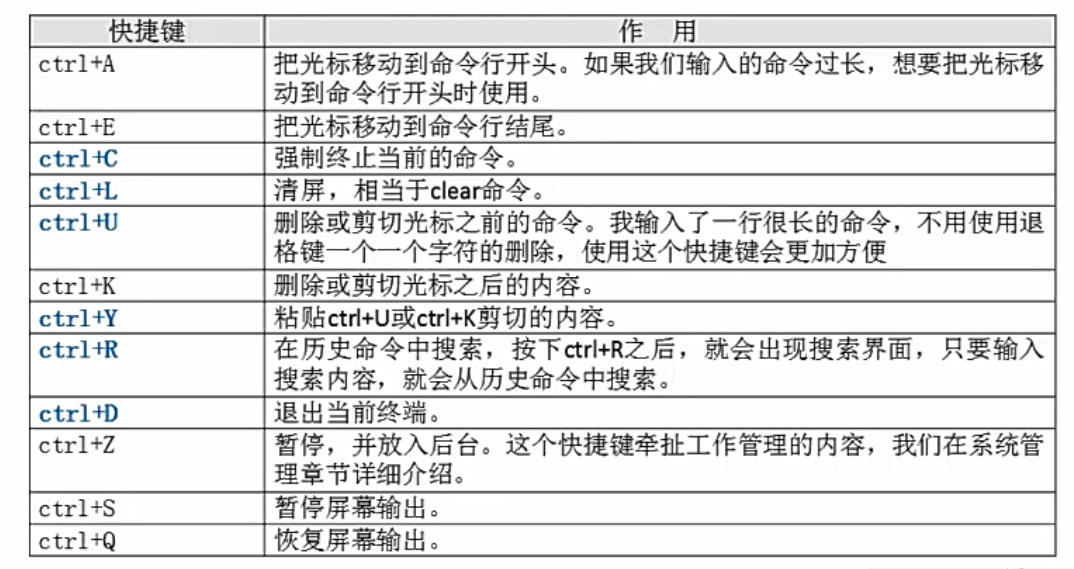 快捷键 作 用
ctrl+A 把光标移动到命令行开头。如果我们输入的命令过长，想要把光标移
动到命令行开头时使用。
ctrl+E 把光标移动到命令行结尾。
ctrl+C 强制终止当前的命令。
ctrl+L 清屏，相当于clear命令。
ctrl+U 删除或剪切光标之前的命令。我输入了一行很长的命令，不用使用退
格键一个一个字符的删除，使用这个快捷键会更加方便
ctrl+K 删除或剪切光标之后的内容。
ctrl+Y 粘贴ctrl+U或ctrl+K剪切的内容。
ctrl+R 在历史命令中搜索，按下ctrl+R之后，就会出现搜索界面，只要输入
搜索内容，就会从历史命令中搜索。
ctrl+D 退出当前终端。
ctrl+Z 暂停，并放入后台。这个快捷键牵扯工作管理的内容，我们在系统管
理章节详细介绍。
ctrl+S 暂停屏幕输出。
ctrl+Q 恢复屏幕输出。